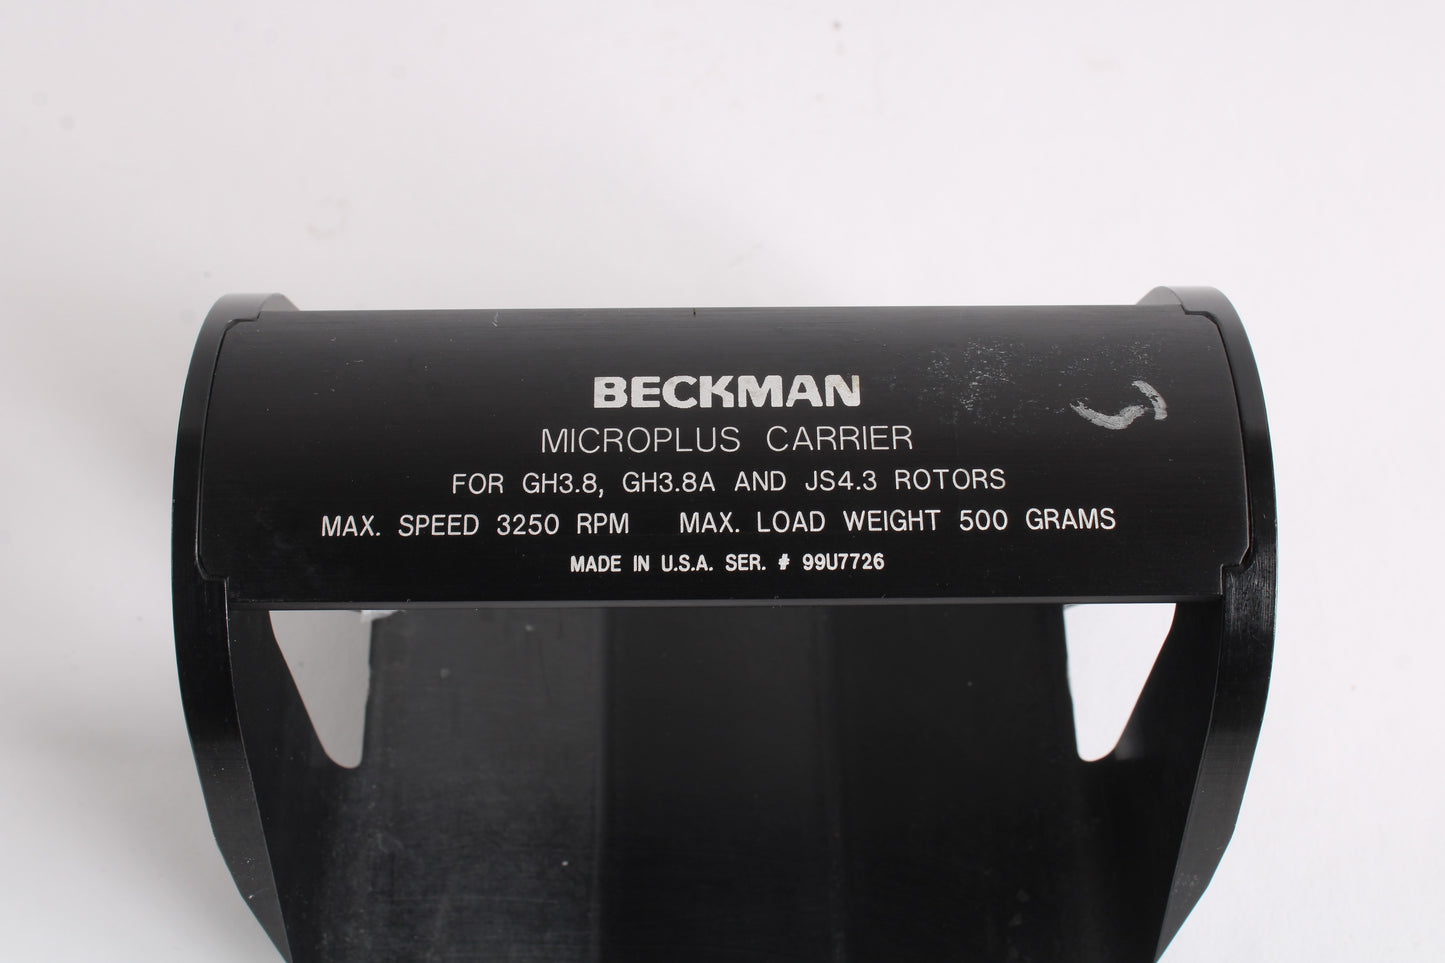 BECKMAN
MICROPLUS CARRIER
FOR GH3.8, GH3.8A AND JS4.3 ROTORS
MAX. SPEED 3250 RPM MAX. LOAD WEIGHT 500 GRAMS
MADE IN U.S.A. SER. # 99U7726